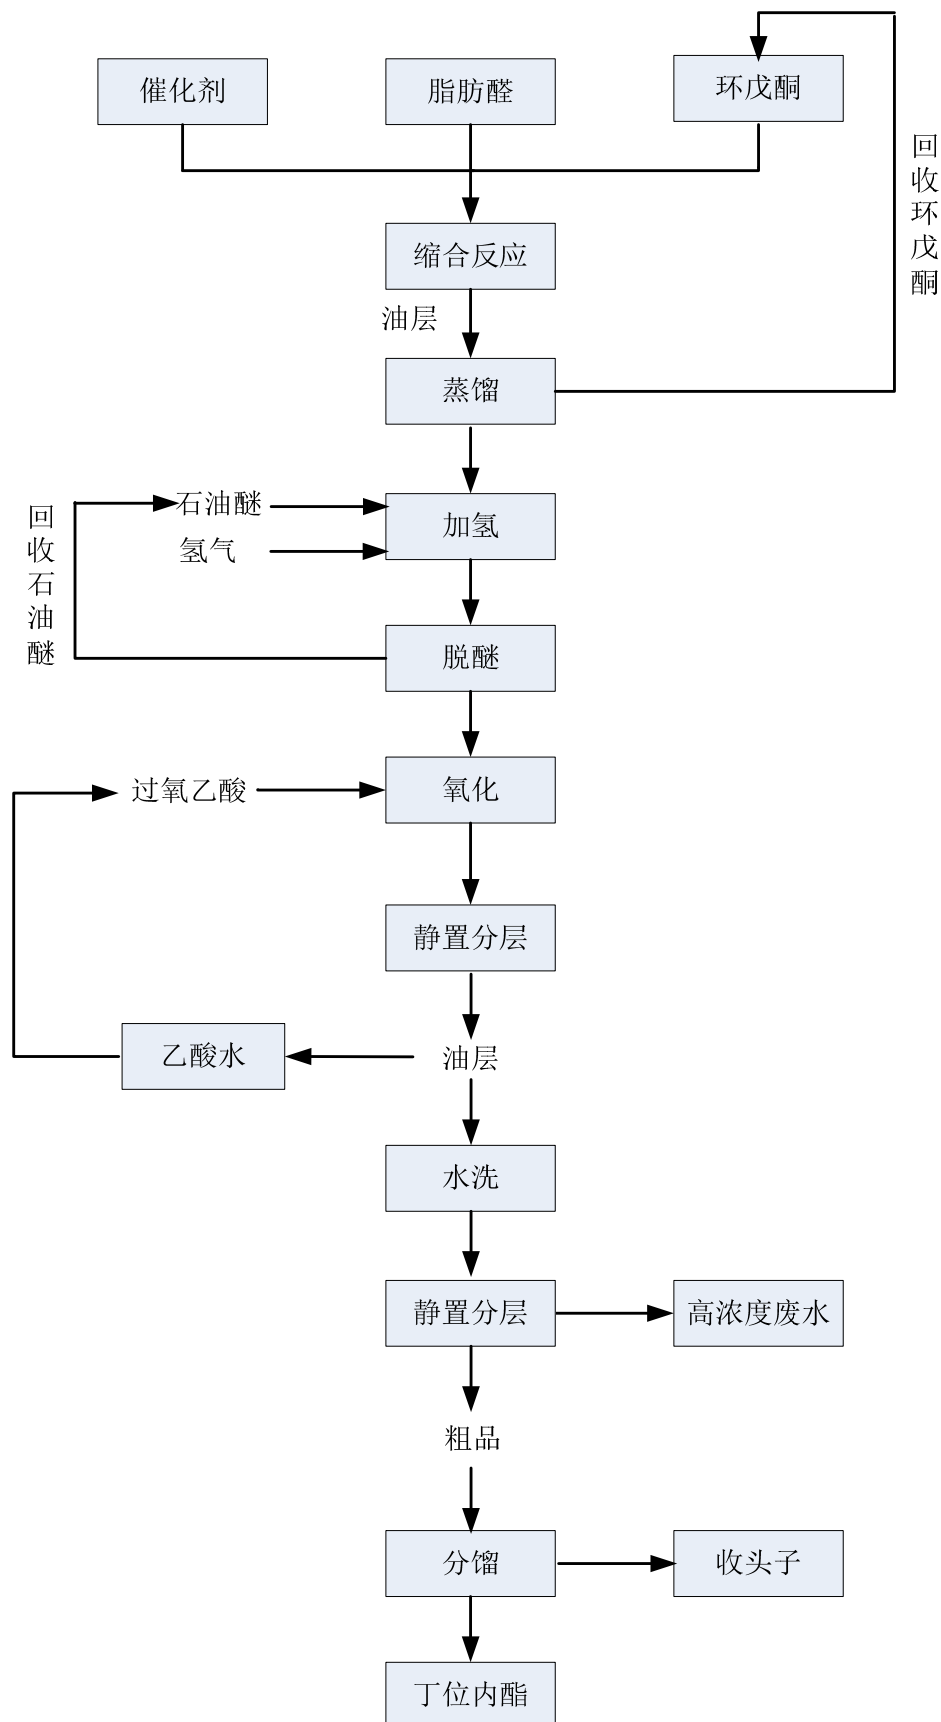 催化剂
脂肪醛
环戊酮
回收环戊酮
缩合反应
油层
蒸馏
石油醚
加氢
氢气
回收石油醚
脱醚
过氧乙酸
氧化
静置分层
乙酸水
油层
水洗
静置分层
高浓度废水
粗品
分馏
收头子
丁位内酯